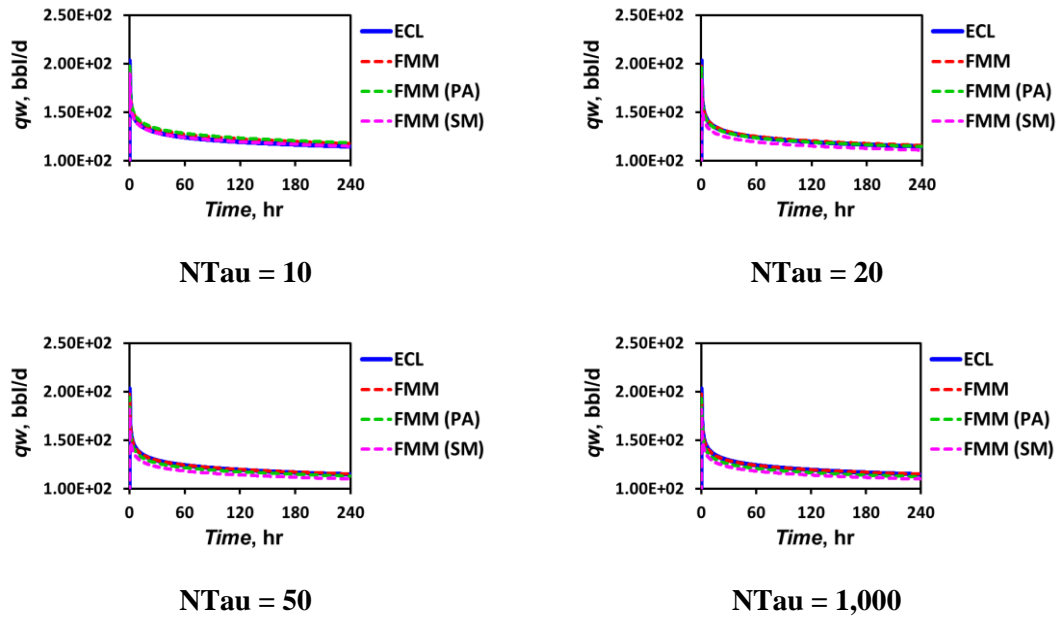 2.50E+02
2.00E+02
1.50E+02
1.00E+02
qw, bbl/d
0 60 120 180 240
Time, hr
ECL
FMM
FMM (PA)
FMM (SM)
NTau = 10
2.50E+02
2.00E+02
1.50E+02
1.00E+02
qw, bbl/d
0 60 120 180 240
Time, hr
ECL
FMM
FMM (PA)
FMM (SM)
NTau = 20
2.50E+02
2.00E+02
1.50E+02
1.00E+02
qw, bbl/d
0 60 120 180 240
Time, hr
ECL
FMM
FMM (PA)
FMM (SM)
NTau = 50
2.50E+02
2.00E+02
1.50E+02
1.00E+02
qw, bbl/d
0 60 120 180 240
Time, hr
ECL
FMM
FMM (PA)
FMM (SM)
NTau = 1,000